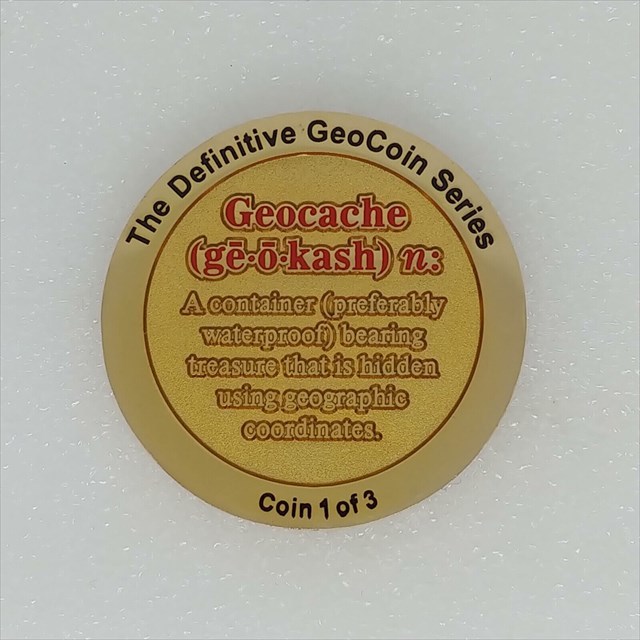 The Definitive GeoCoin Series
Geocache
(gē·ō·kash) n:
A container (preferably
waterproof) bearing
treasure that is hidden
using geographic
coordinates.
Coin 1 of 3